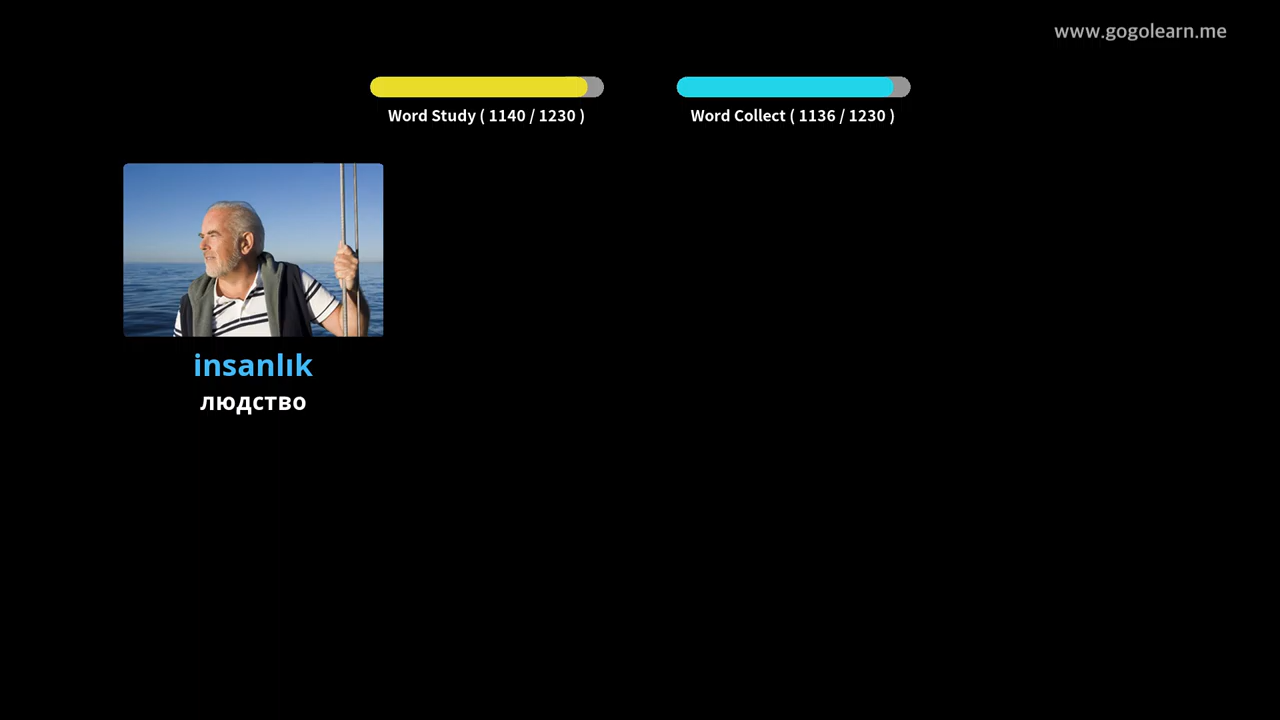 www.gogolearn.me
Word Study ( 1140 / 1230 )
Word Collect ( 1136 / 1230 )
insanlık
людство